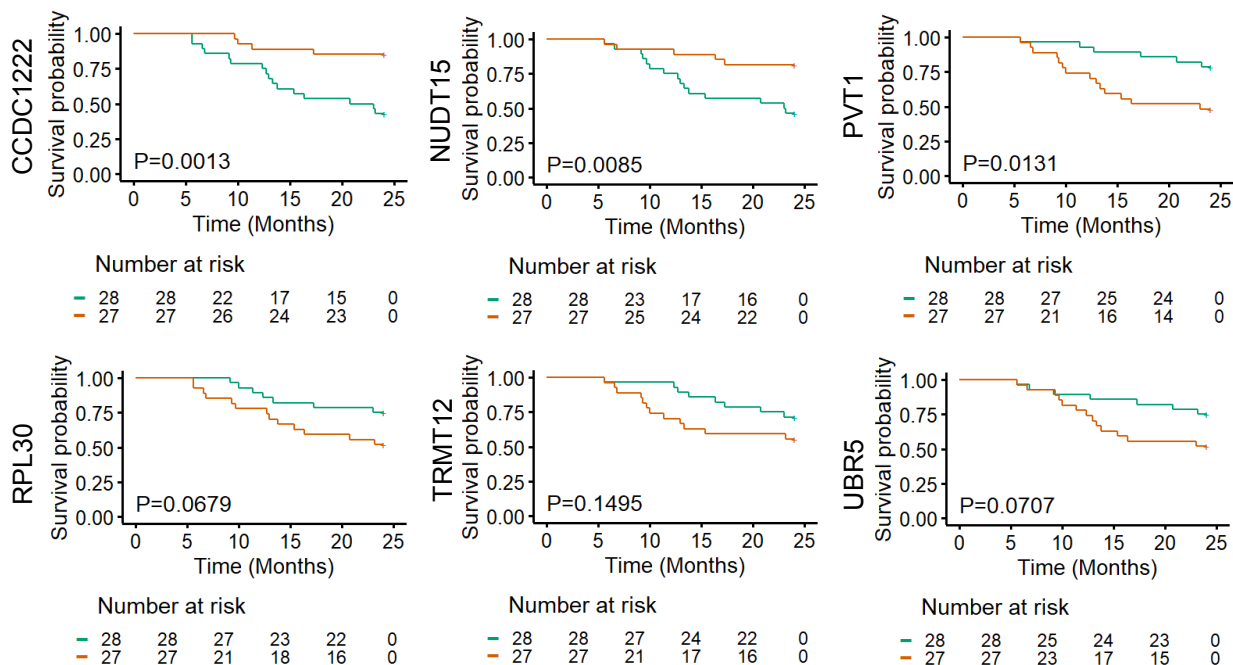 CCDC1222
Survival probability
1.00
0.75
0.50
0.25
0.00
P=0.0013
0 5 10 15 20 25
Time (Months)
Number at risk
28 28 22 17 15 0
27 27 26 24 23 0
NUDT15
Survival probability
1.00
0.75
0.50
0.25
0.00
P=0.0085
0 5 10 15 20 25
Time (Months)
Number at risk
28 28 23 17 16 0
27 27 25 24 22 0
PVT1
Survival probability
1.00
0.75
0.50
0.25
0.00
P=0.0131
0 5 10 15 20 25
Time (Months)
Number at risk
28 28 27 25 24 0
27 27 21 16 14 0
RPL30
Survival probability
1.00
0.75
0.50
0.25
0.00
P=0.0679
0 5 10 15 20 25
Time (Months)
Number at risk
28 28 27 23 22 0
27 27 21 18 16 0
TRMT12
Survival probability
1.00
0.75
0.50
0.25
0.00
P=0.1495
0 5 10 15 20 25
Time (Months)
Number at risk
28 28 27 24 22 0
27 27 21 17 16 0
UBR5
Survival probability
1.00
0.75
0.50
0.25
0.00
P=0.0707
0 5 10 15 20 25
Time (Months)
Number at risk
28 28 25 24 23 0
27 27 23 17 15 0